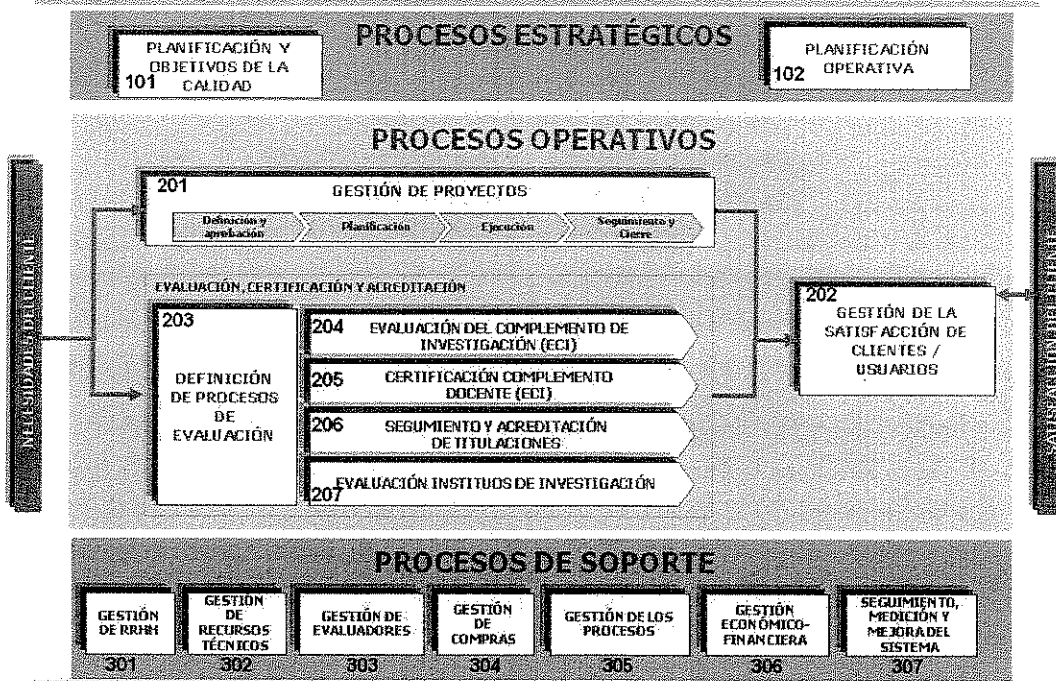 PROCESOS ESTRATÉGICOS
PLANIFICACIÓN Y
OBJETIVOS DE LA
CALIDAD
101
PLANIFICACIÓN
OPERATIVA
102
PROCESOS OPERATIVOS
NECESIDADES DEL CLIENTE
201
GESTIÓN DE PROYECTOS
Definición y
aprobación
Planificación
Ejecución
Seguimiento y
Cierre
EVALUACIÓN, CERTIFICACIÓN Y ACREDITACIÓN
203
DEFINICIÓN
DE PROCESOS
DE
EVALUACIÓN
204
EVALUACIÓN DEL COMPLEMENTO DE
INVESTIGACIÓN (ECI)
205
CERTIFICACIÓN COMPLEMENTO
DOCENTE (ECI)
206
SEGUMIENTO Y ACREDITACIÓN
DE TITULACIONES
207
EVALUACIÓN INSTITUOS DE INVESTIGACIÓN
202
GESTIÓN DE LA
SATISFACCIÓN DE
CLIENTES /
USUARIOS
PROCESOS DE SOPORTE
GESTIÓN
DE RRHH
301
GESTIÓN
DE
RECURSOS
TÉCNICOS
302
GESTIÓN DE
EVALUADORES
303
GESTIÓN
DE
COMPRAS
304
GESTIÓN DE LOS
PROCESOS
305
GESTIÓN
ECONÓMICO-
FINANCIERA
306
SEGUIMIENTO,
MEDICIÓN Y
MEJORA DEL
SISTEMA
307